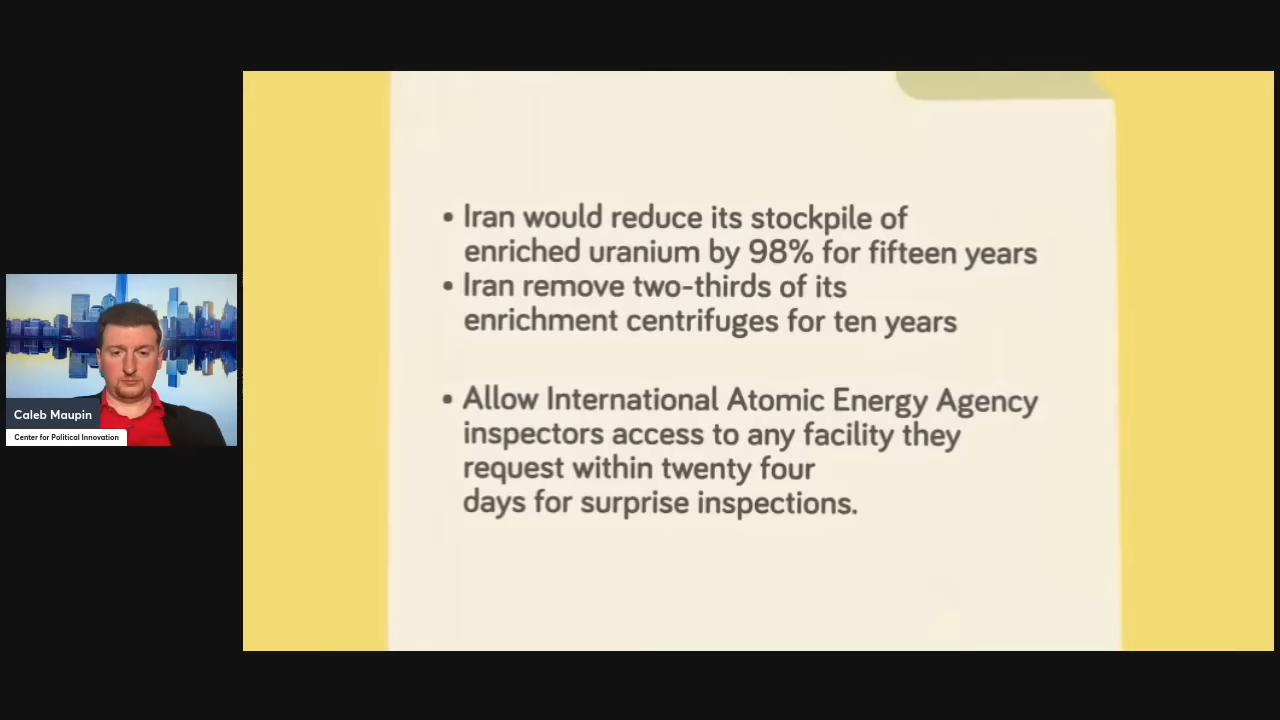 • Iran would reduce its stockpile of
enriched uranium by 98% for fifteen years
• Iran remove two-thirds of its
enrichment centrifuges for ten years
• Allow International Atomic Energy Agency
inspectors access to any facility they
request within twenty four
days for surprise inspections.
Caleb Maupin
Center for Political Innovation